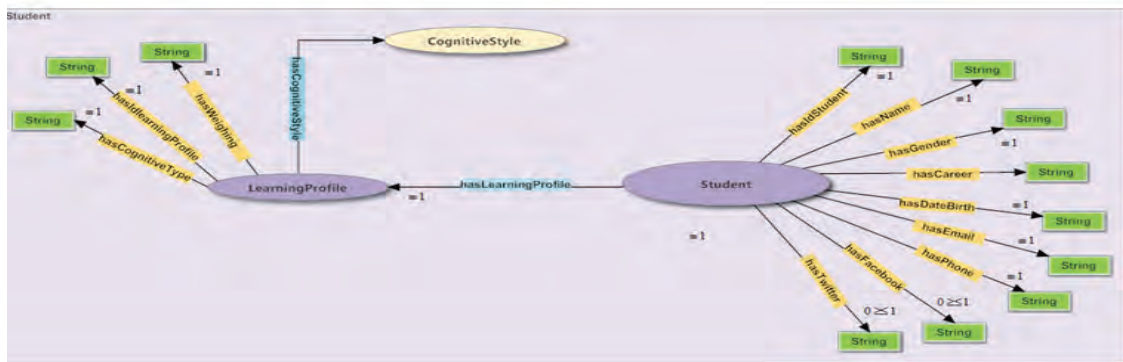 Student
CognitiveStyle
String
=1
String
=1
String
=1
hasWeighing
hasIdlearningProfile
hasCognitiveType
hasCognitiveStyle
LearningProfile
=1
hasLearningProfile
Student
=1
hasIdStudent
=1
String
hasName
=1
String
hasGender
=1
String
hasCareer
String
hasDateBirth
=1
String
hasEmail
=1
String
hasPhone
=1
String
hasFacebook
0≥≤1
String
hasTwitter
0≥≤1
String